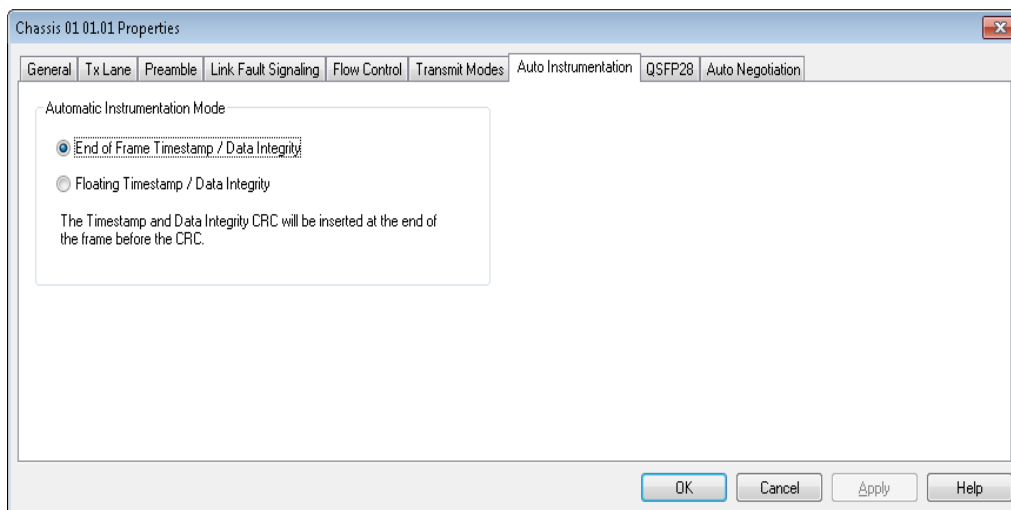 Chassis 01 01.01 Properties
General Tx Lane Preamble Link Fault Signaling Flow Control Transmit Modes Auto Instrumentation QSFP28 Auto Negotiation
Automatic Instrumentation Mode
End of Frame Timestamp / Data Integrity
Floating Timestamp / Data Integrity
The Timestamp and Data Integrity CRC will be inserted at the end of
the frame before the CRC.
OK Cancel Apply Help